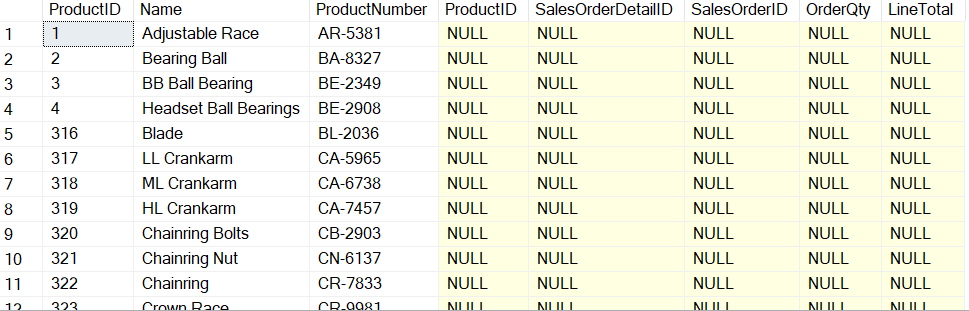 ProductID Name ProductNumber ProductID SalesOrderDetailID SalesOrderID OrderQty LineTotal
1 1 Adjustable Race AR-5381 NULL NULL NULL NULL NULL
2 2 Bearing Ball BA-8327 NULL NULL NULL NULL NULL
3 3 BB Ball Bearing BE-2349 NULL NULL NULL NULL NULL
4 4 Headset Ball Bearings BE-2908 NULL NULL NULL NULL NULL
5 316 Blade BL-2036 NULL NULL NULL NULL NULL
6 317 LL Crankarm CA-5965 NULL NULL NULL NULL NULL
7 318 ML Crankarm CA-6738 NULL NULL NULL NULL NULL
8 319 HL Crankarm CA-7457 NULL NULL NULL NULL NULL
9 320 Chainring Bolts CB-2903 NULL NULL NULL NULL NULL
10 321 Chainring Nut CN-6137 NULL NULL NULL NULL NULL
11 322 Chainring CR-7833 NULL NULL NULL NULL NULL
12 323 Crown Race CR-9981 NULL NULL NULL NULL NULL